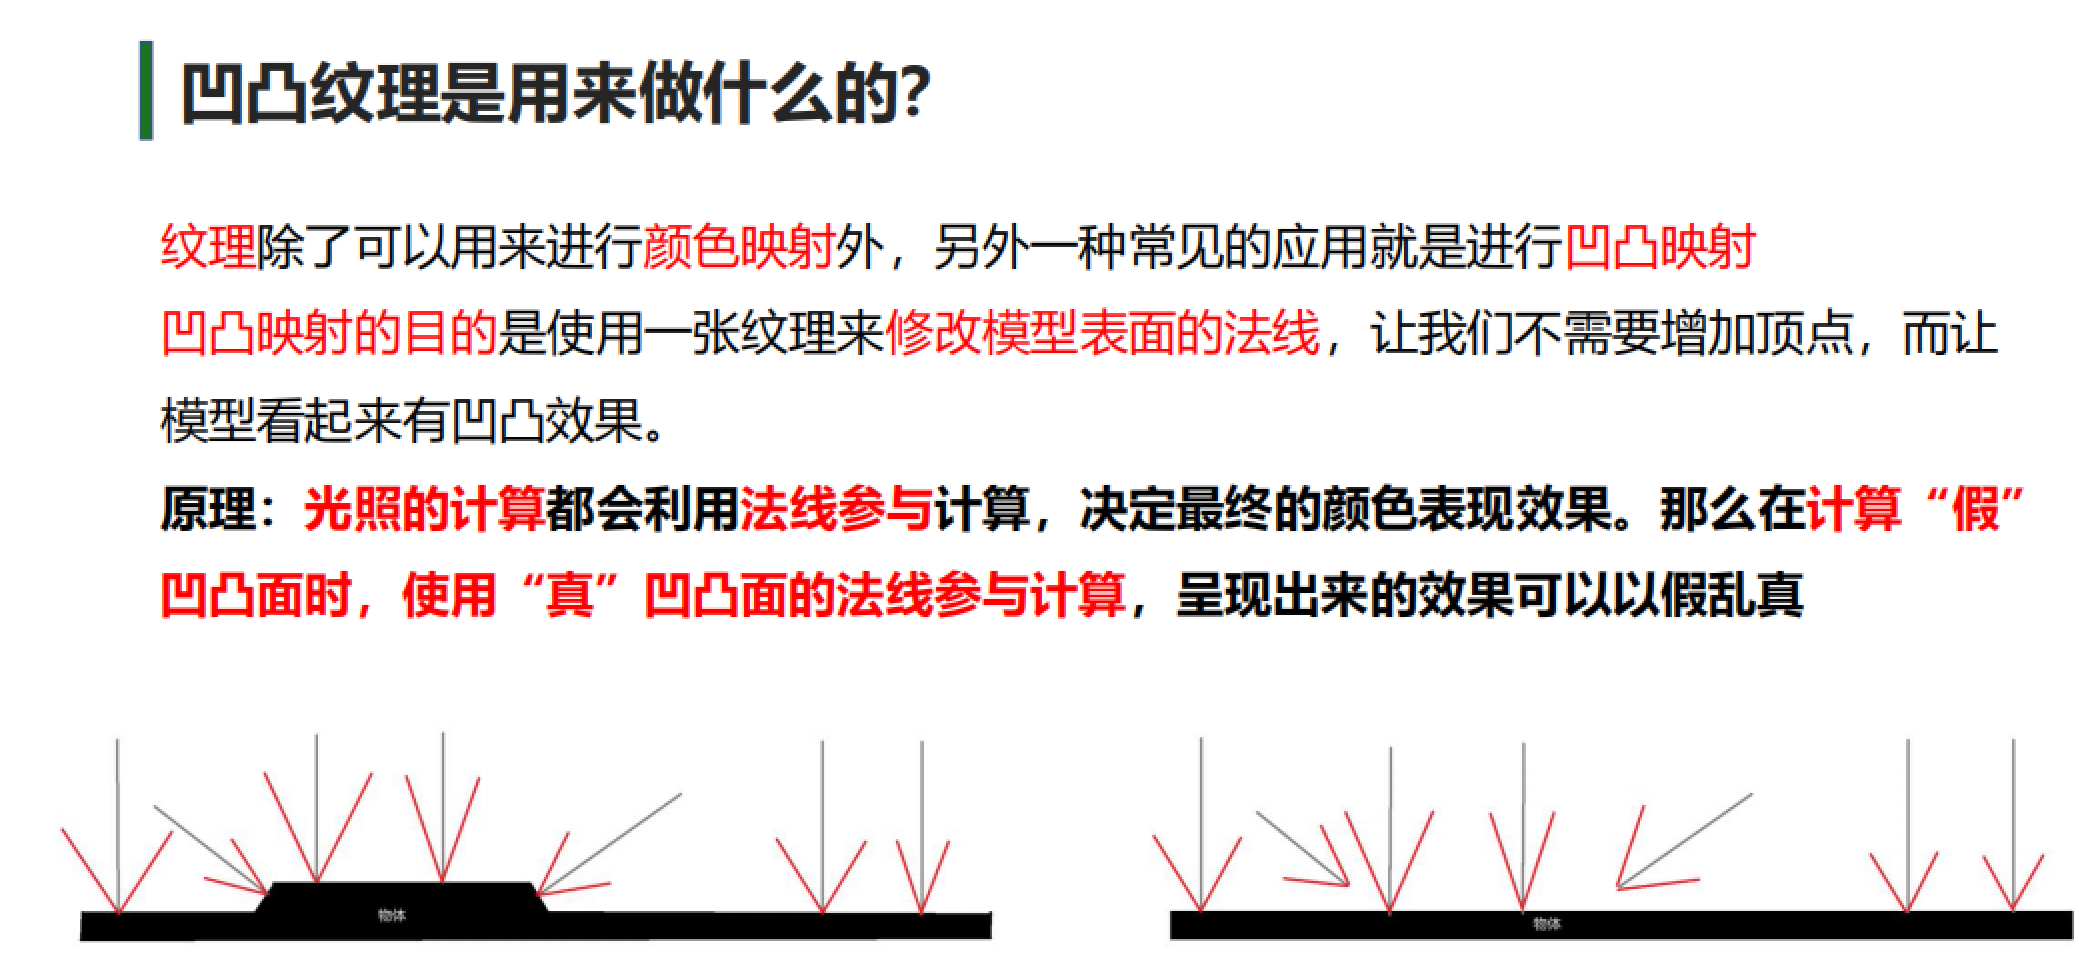 凹凸纹理是用来做什么的？
纹理除了可以用来进行颜色映射外，另外一种常见的应用就是进行凹凸映射
凹凸映射的目的是使用一张纹理来修改模型表面的法线，让我们不需要增加顶点，而让
模型看起来有凹凸效果。
原理：光照的计算都会利用法线参与计算，决定最终的颜色表现效果。那么在计算“假”
凹凸面时，使用“真”凹凸面的法线参与计算，呈现出来的效果可以以假乱真
物体
物体